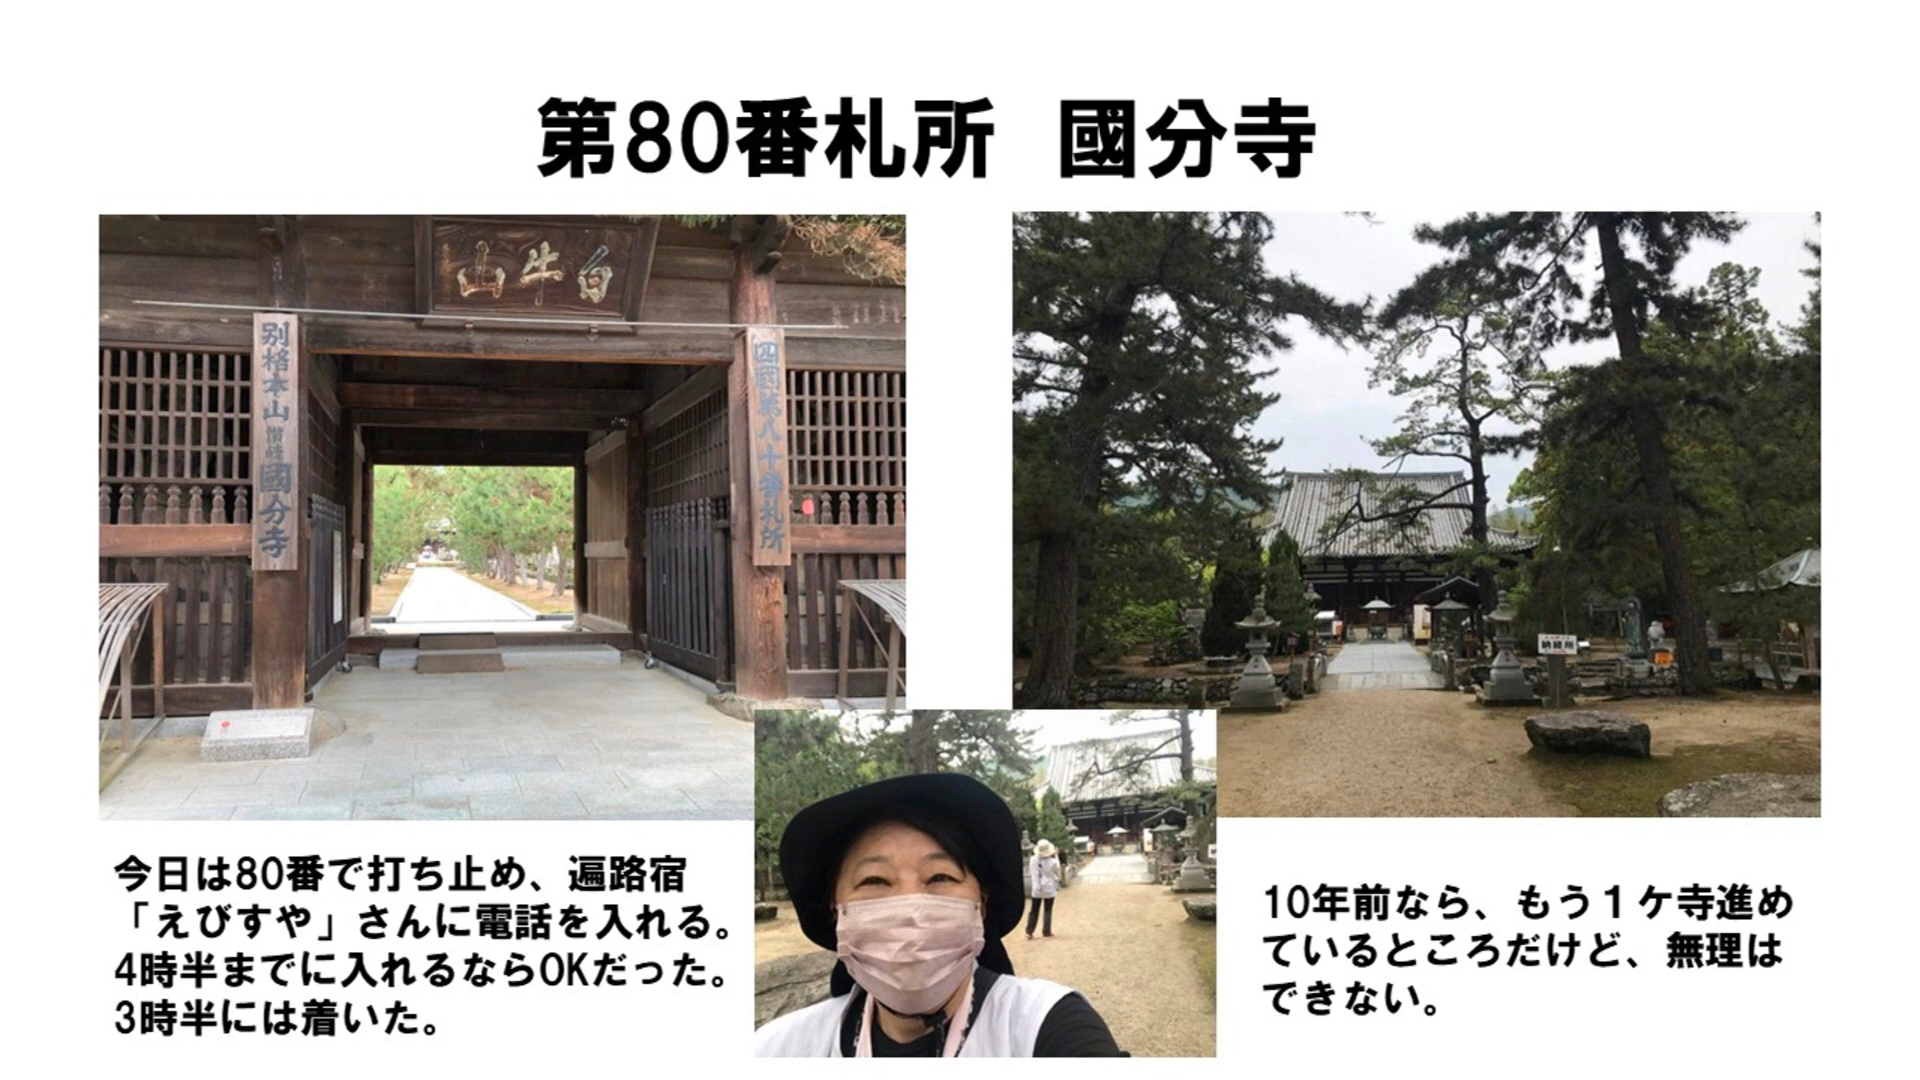 第80番札所　國分寺
山牛白
別格本山讃岐國分寺
四國第八十番札所
納経所
今日は80番で打ち止め、遍路宿
「えびすや」さんに電話を入れる。
4時半までに入れるならOKだった。
3時半には着いた。
10年前なら、もう１ケ寺進め
ているところだけど、無理は
できない。